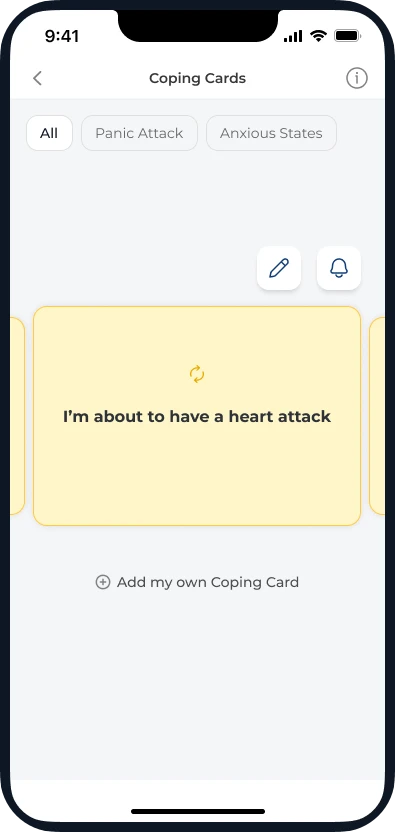 9:41
Coping Cards
All
Panic Attack
Anxious States
I’m about to have a heart attack
Add my own Coping Card